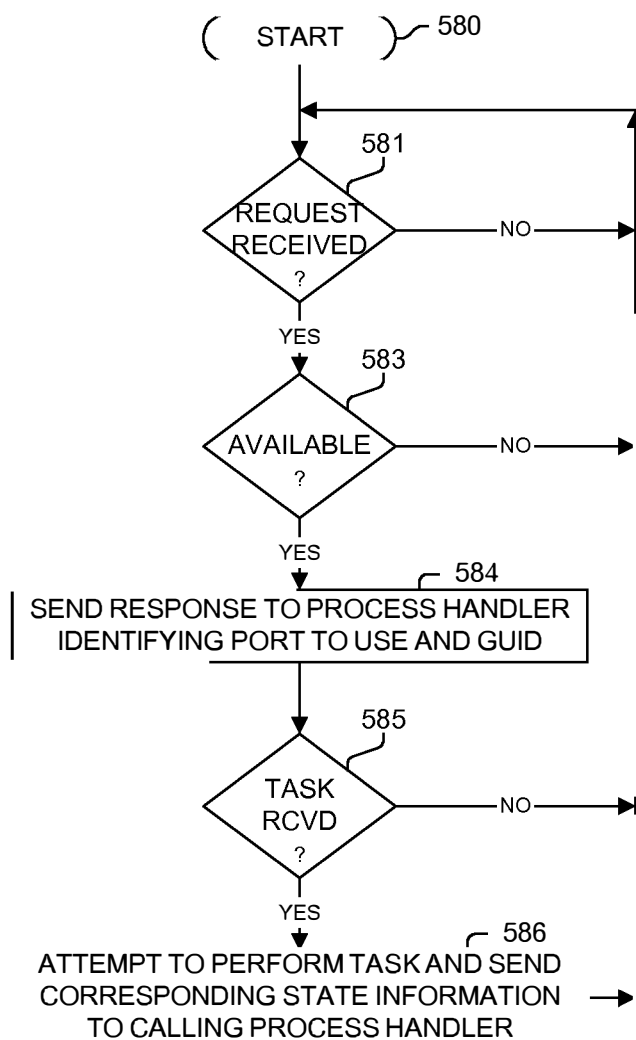 START
580
581
REQUEST
RECEIVED
?
NO
YES
583
AVAILABLE
?
NO
YES
584
SEND RESPONSE TO PROCESS HANDLER
IDENTIFYING PORT TO USE AND GUID
585
TASK
RCVD
?
NO
YES
586
ATTEMPT TO PERFORM TASK AND SEND
CORRESPONDING STATE INFORMATION
TO CALLING PROCESS HANDLER